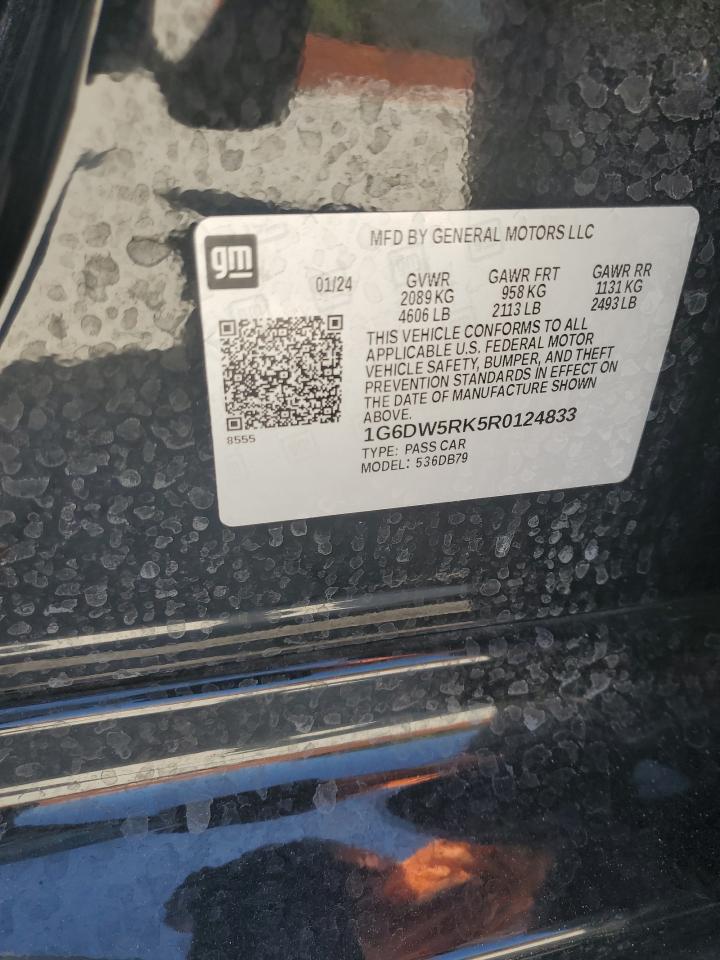 gm
MFD BY GENERAL MOTORS LLC
01/24
GVWR
2089 KG
4606 LB
GAWR FRT
958 KG
2113 LB
GAWR RR
1131 KG
2493 LB
THIS VEHICLE CONFORMS TO ALL
APPLICABLE U.S. FEDERAL MOTOR
VEHICLE SAFETY, BUMPER, AND THEFT
PREVENTION STANDARDS IN EFFECT ON
THE DATE OF MANUFACTURE SHOWN
ABOVE.
8555
1G6DW5RK5R0124833
TYPE: PASS CAR
MODEL: 536DB79